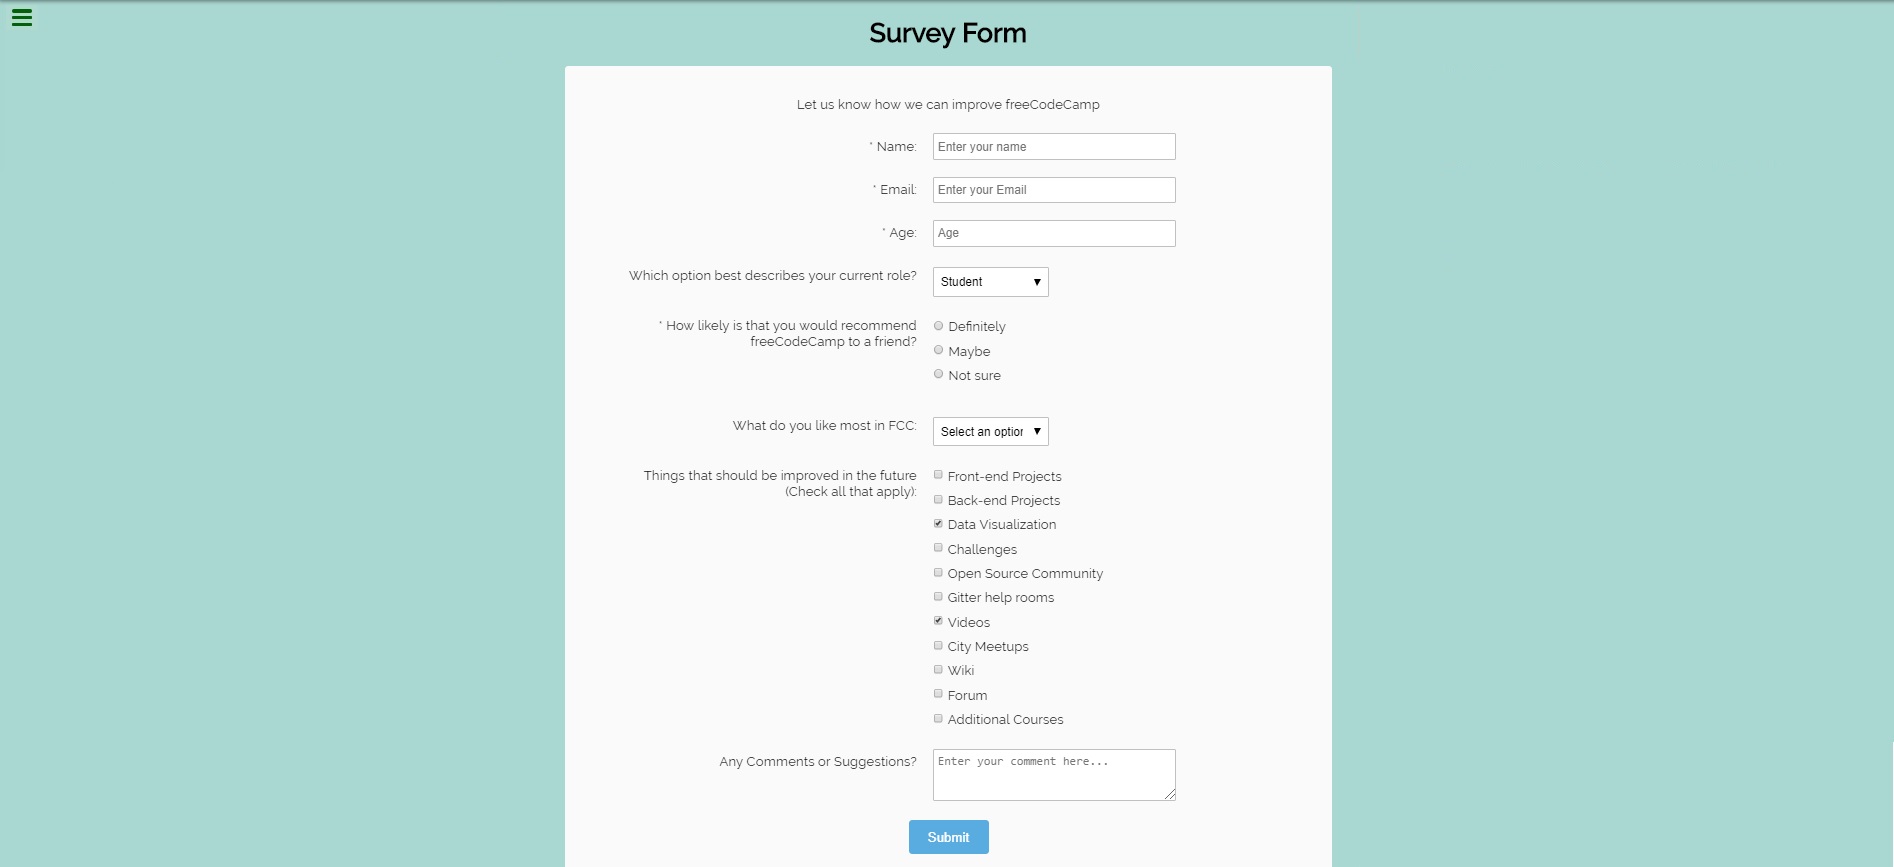 Survey Form
Let us know how we can improve freeCodeCamp
* Name: Enter your name
* Email: Enter your Email
* Age: Age
Which option best describes your current role? Student
* How likely is that you would recommend
freeCodeCamp to a friend?
Definitely
Maybe
Not sure
What do you like most in FCC: Select an option
Things that should be improved in the future
(Check all that apply):
Front-end Projects
Back-end Projects
Data Visualization
Challenges
Open Source Community
Gitter help rooms
Videos
City Meetups
Wiki
Forum
Additional Courses
Any Comments or Suggestions? Enter your comment here...
Submit